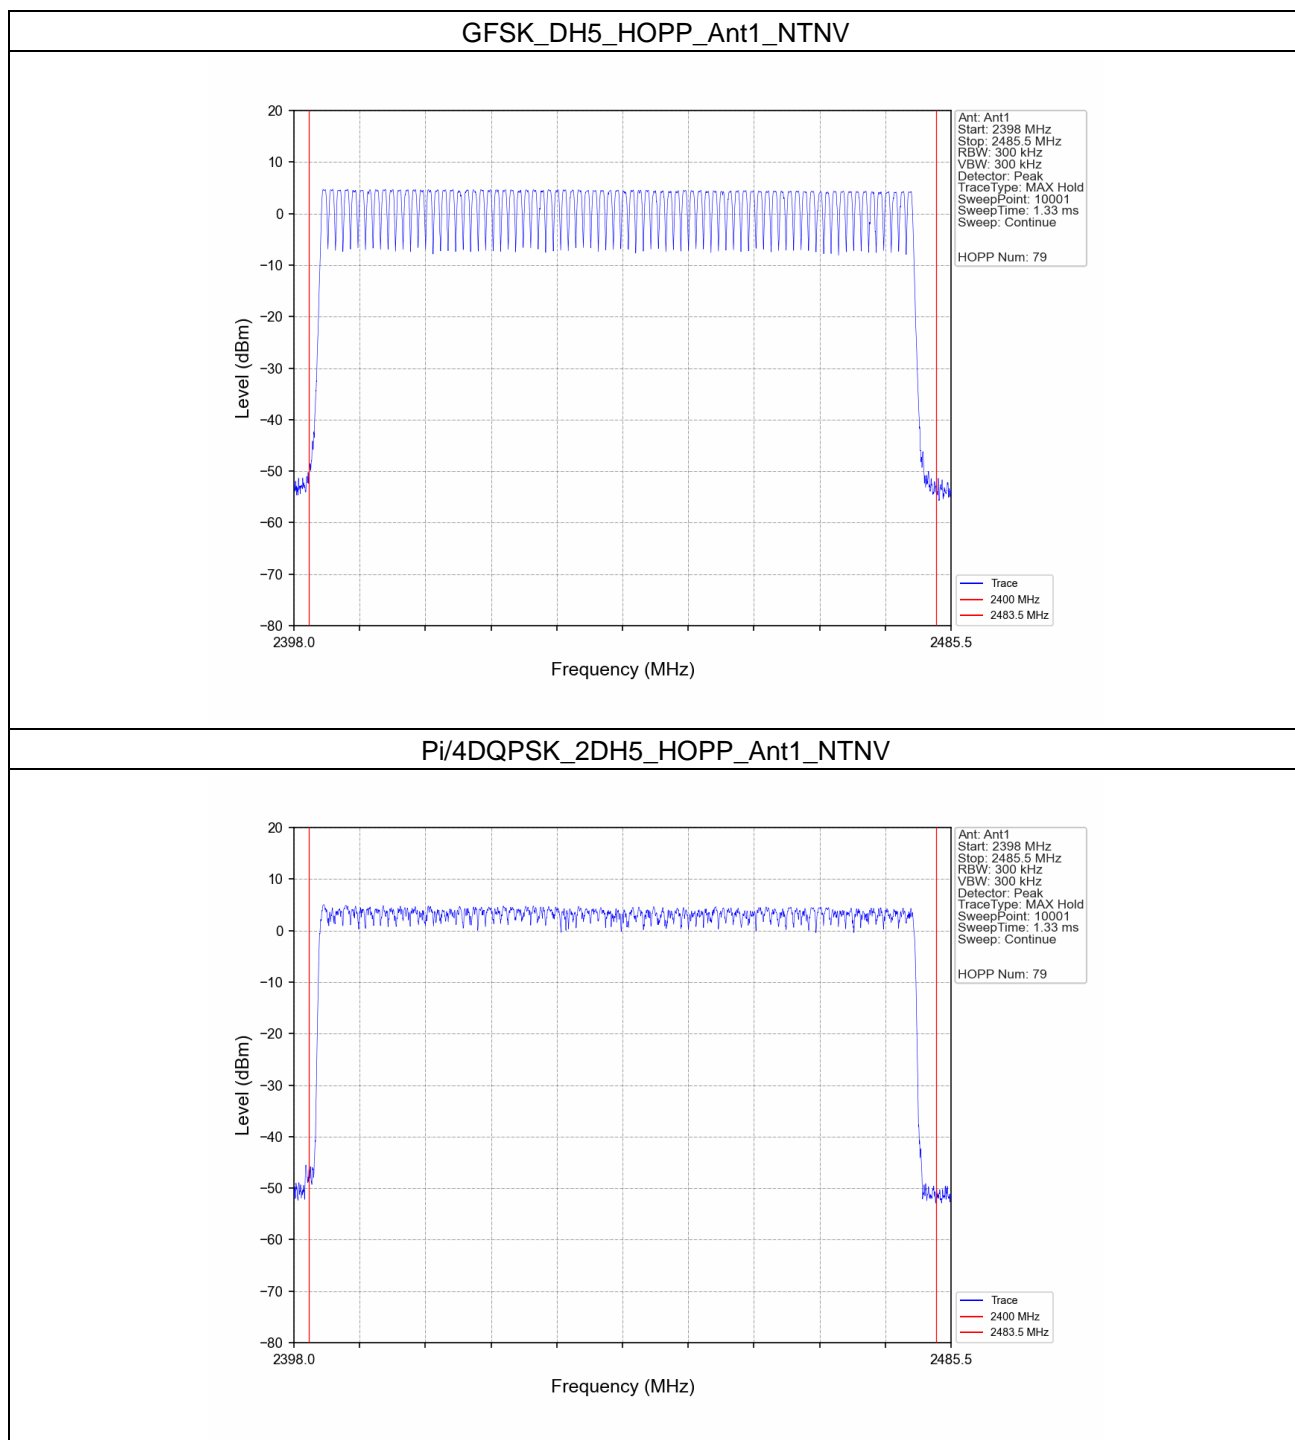 GFSK_DH5_HOPP_Ant1_NTNV
20
10
0
−10
−20
−30
−40
−50
−60
−70
−80
Level (dBm)
2398.0
2485.5
Frequency (MHz)
Ant: Ant1
Start: 2398 MHz
Stop: 2485.5 MHz
RBW: 300 kHz
VBW: 300 kHz
Detector: Peak
TraceType: MAX Hold
SweepPoint: 10001
SweepTime: 1.33 ms
Sweep: Continue
HOPP Num: 79
Trace
2400 MHz
2483.5 MHz
Pi/4DQPSK_2DH5_HOPP_Ant1_NTNV
20
10
0
−10
−20
−30
−40
−50
−60
−70
−80
Level (dBm)
2398.0
2485.5
Frequency (MHz)
Ant: Ant1
Start: 2398 MHz
Stop: 2485.5 MHz
RBW: 300 kHz
VBW: 300 kHz
Detector: Peak
TraceType: MAX Hold
SweepPoint: 10001
SweepTime: 1.33 ms
Sweep: Continue
HOPP Num: 79
Trace
2400 MHz
2483.5 MHz